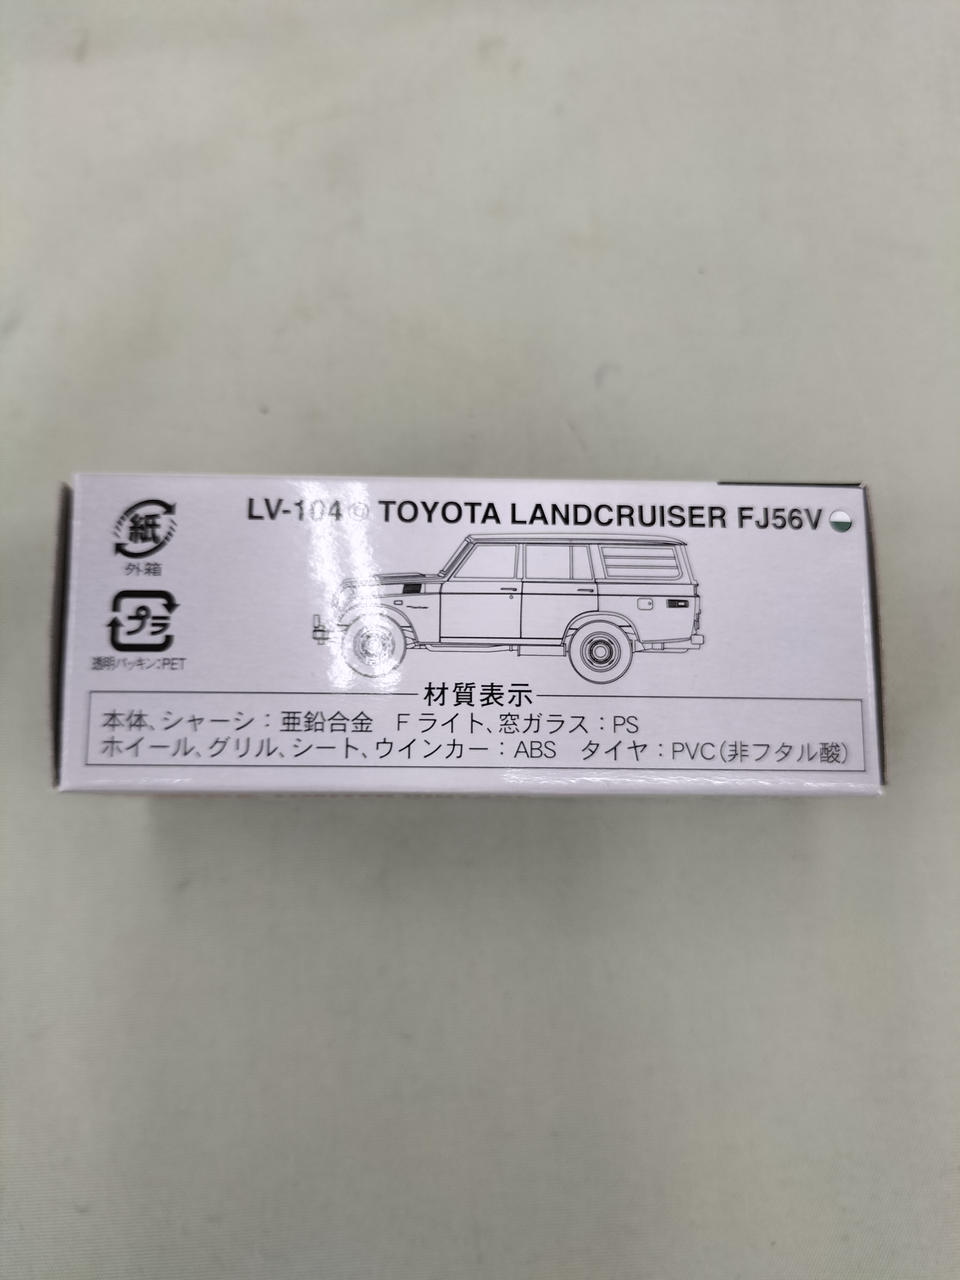 LV-104 TOYOTA LANDCRUISER FJ56V
紙
外箱
プラ
透明パッキン:PET
材質表示
本体、シャーシ:亜鉛合金 Fライト、窓ガラス:PS
ホイール、グリル、シート、ウインカー:ABS タイヤ:PVC(非フタル酸)